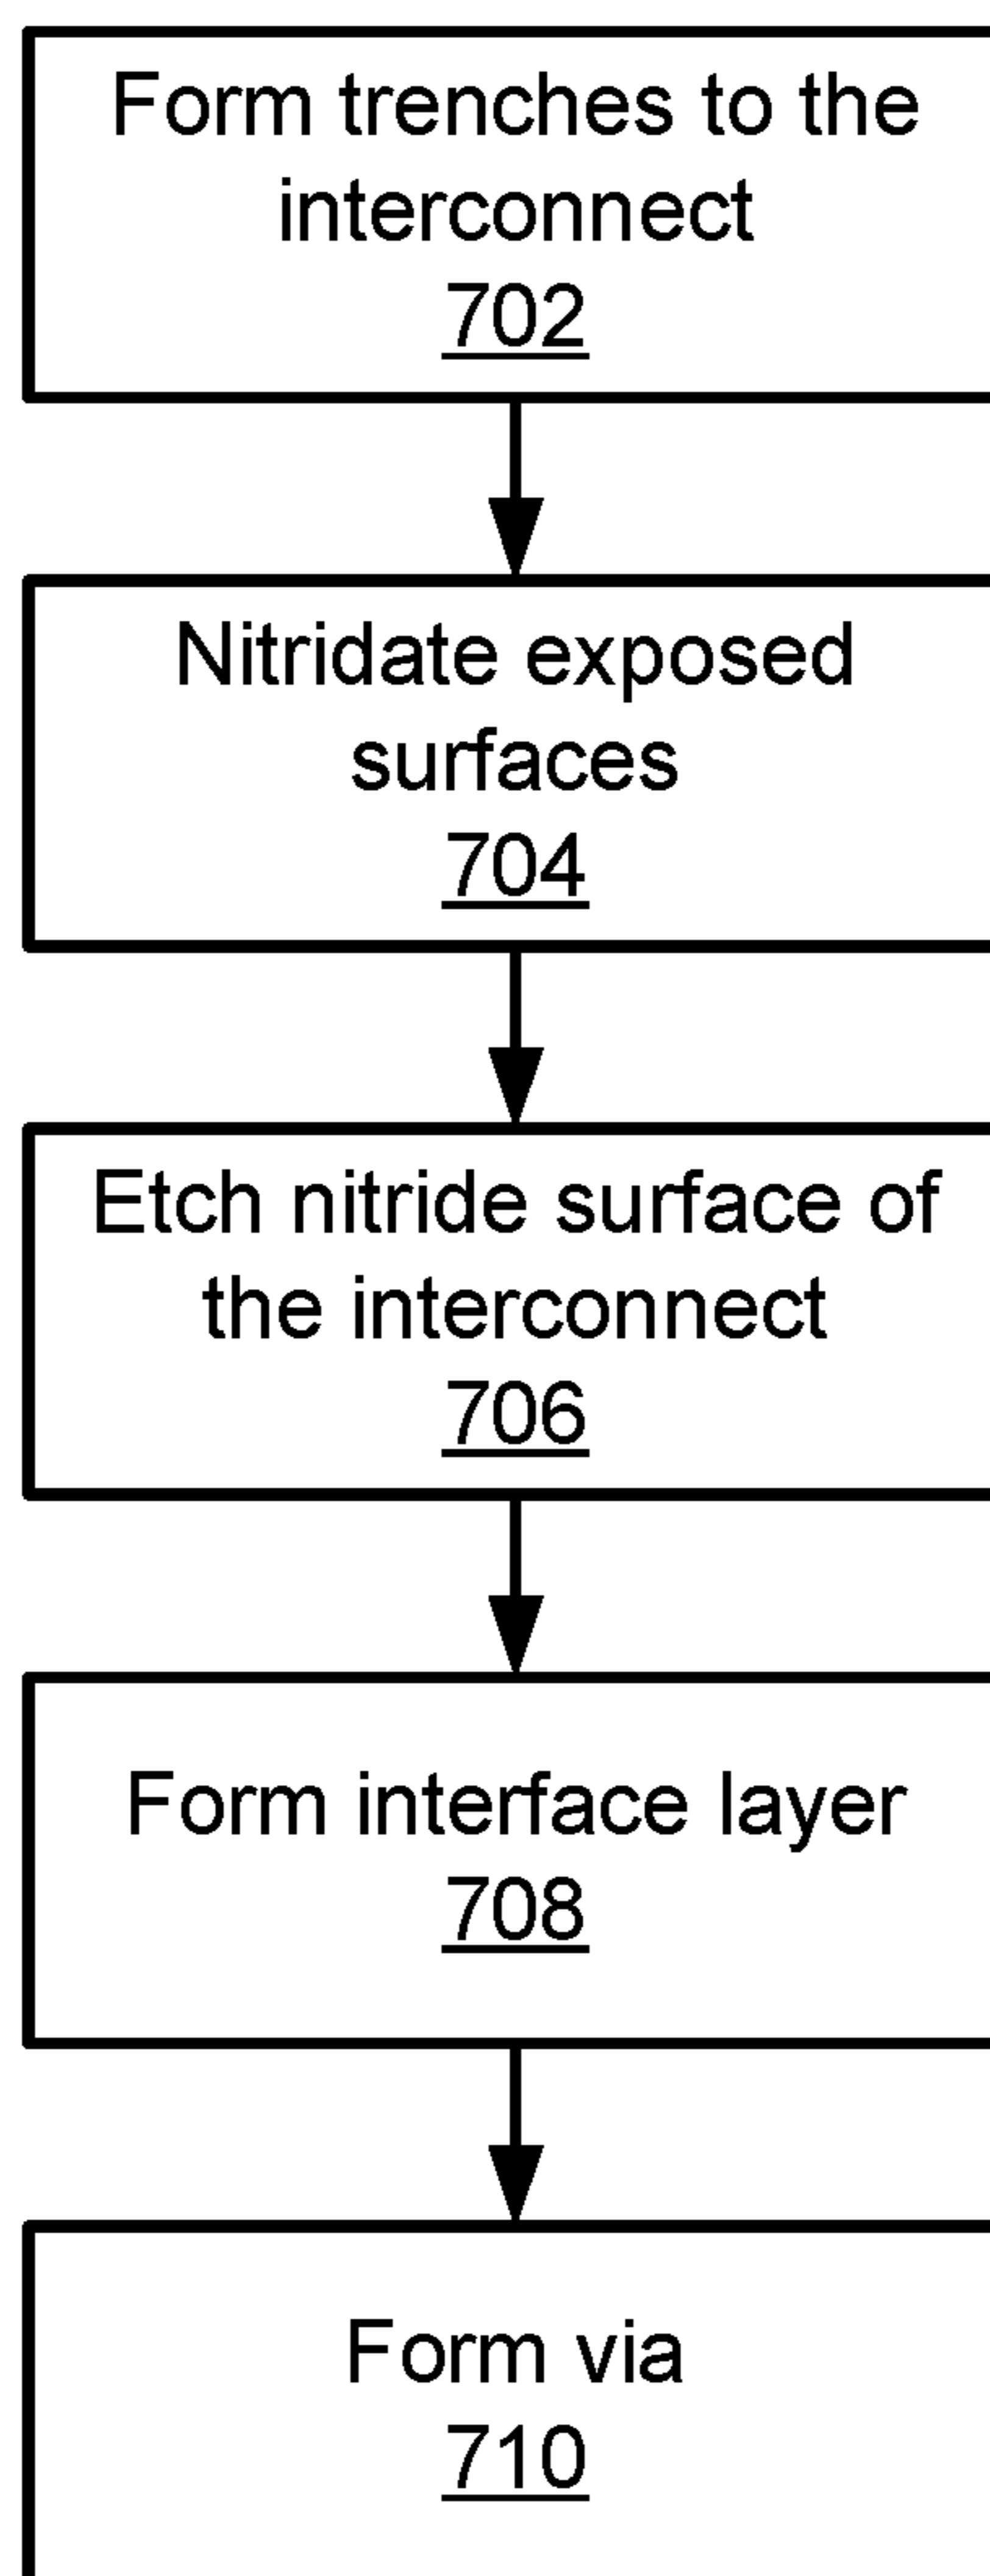 Form trenches to the
interconnect
702
Nitridate exposed
surfaces
704
Etch nitride surface of
the interconnect
706
Form interface layer
708
Form via
710